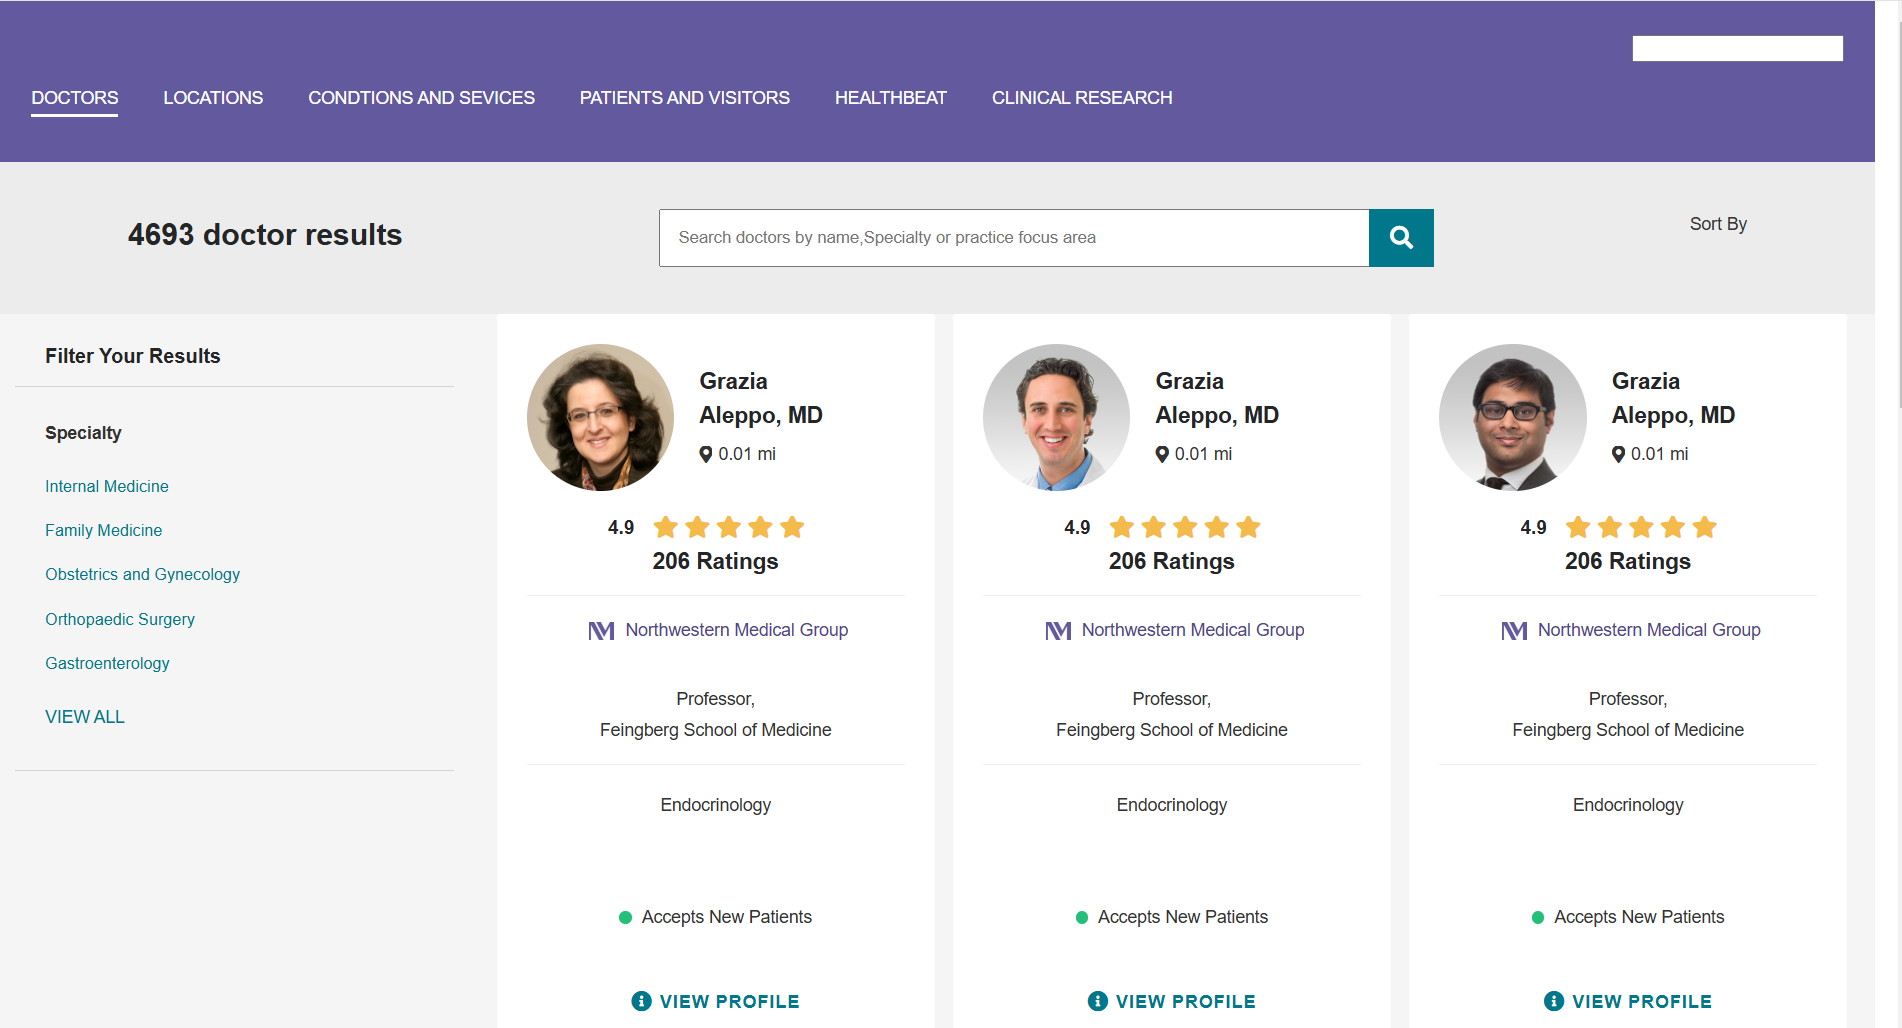 DOCTORS LOCATIONS CONDTIONS AND SEVICES PATIENTS AND VISITORS HEALTHBEAT CLINICAL RESEARCH
4693 doctor results
Search doctors by name,Specialty or practice focus area
Sort By
Filter Your Results
Specialty
Internal Medicine
Family Medicine
Obstetrics and Gynecology
Orthopaedic Surgery
Gastroenterology
VIEW ALL
Grazia
Aleppo, MD
0.01 mi
4.9
206 Ratings
NM Northwestern Medical Group
Professor,
Feingberg School of Medicine
Endocrinology
Accepts New Patients
VIEW PROFILE
Grazia
Aleppo, MD
0.01 mi
4.9
206 Ratings
NM Northwestern Medical Group
Professor,
Feingberg School of Medicine
Endocrinology
Accepts New Patients
VIEW PROFILE
Grazia
Aleppo, MD
0.01 mi
4.9
206 Ratings
NM Northwestern Medical Group
Professor,
Feingberg School of Medicine
Endocrinology
Accepts New Patients
VIEW PROFILE